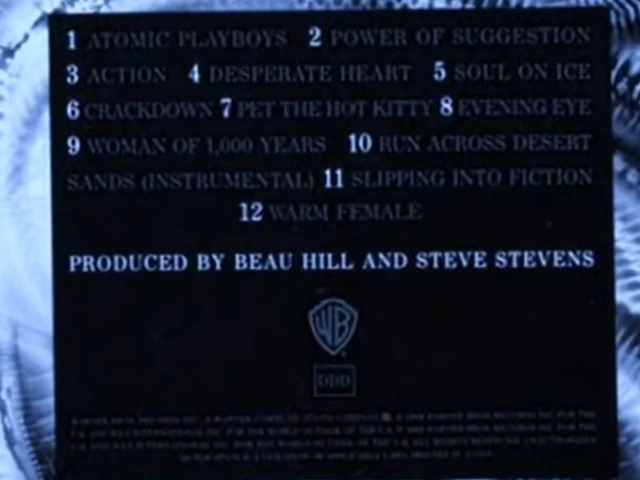 1 ATOMIC PLAYBOYS 2 POWER OF SUGGESTION
3 ACTION 4 DESPERATE HEART 5 SOUL ON ICE
6 CRACKDOWN 7 PET THE HOT KITTY 8 EVENING EYE
9 WOMAN OF 1,000 YEARS 10 RUN ACROSS DESERT
SANDS (INSTRUMENTAL) 11 SLIPPING INTO FICTION
12 WARM FEMALE
PRODUCED BY BEAU HILL AND STEVE STEVENS
WB
DDD